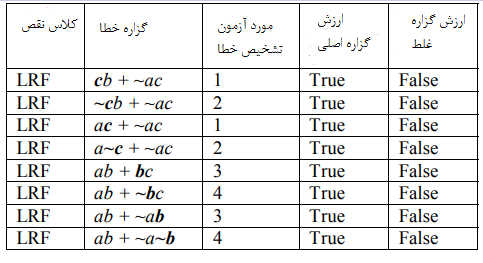 کلاس نقص
گزاره خطا
مورد آزمون
تشخیص خطا
ارزش
گزاره اصلی
ارزش گزاره
غلط
LRF cb + ~ac 1 True False
LRF ~cb + ~ac 2 True False
LRF ac + ~ac 1 True False
LRF a~c + ~ac 2 True False
LRF ab + bc 3 True False
LRF ab + ~bc 4 True False
LRF ab + ~ab 3 True False
LRF ab + ~a~b 4 True False